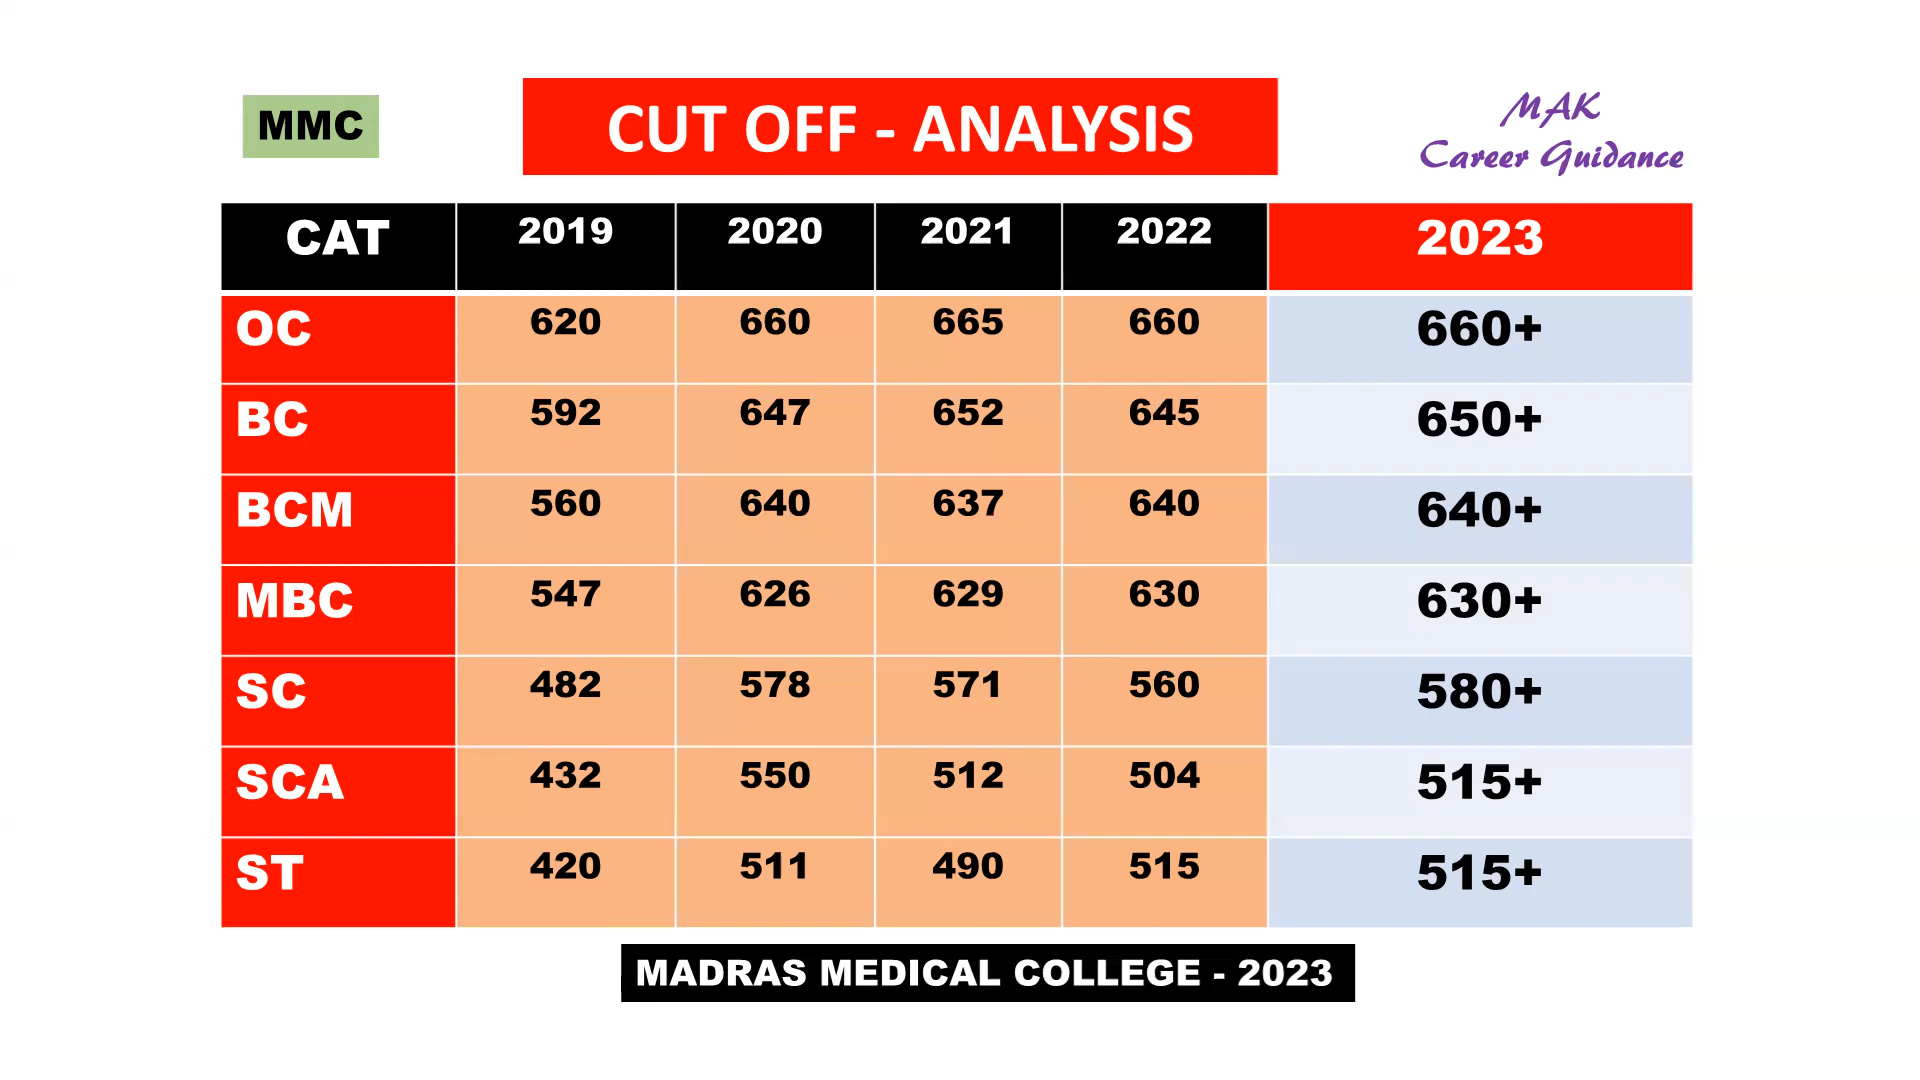 MMC
CUT OFF - ANALYSIS
MAK
Career Guidance
CAT 2019 2020 2021 2022 2023
OC 620 660 665 660 660+
BC 592 647 652 645 650+
BCM 560 640 637 640 640+
MBC 547 626 629 630 630+
SC 482 578 571 560 580+
SCA 432 550 512 504 515+
ST 420 511 490 515 515+
MADRAS MEDICAL COLLEGE - 2023